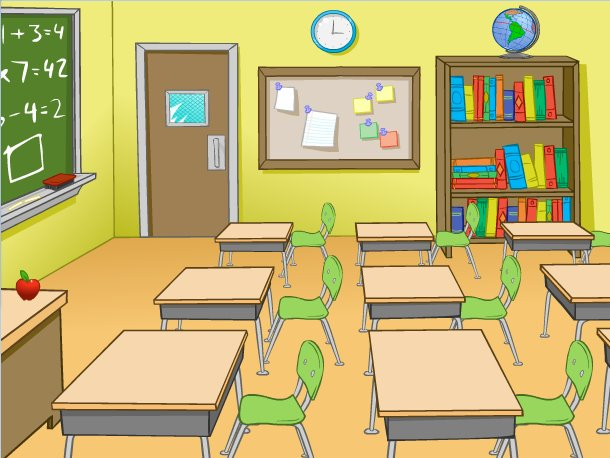 1 + 3 = 4
x 7 = 42
- 4 = 2